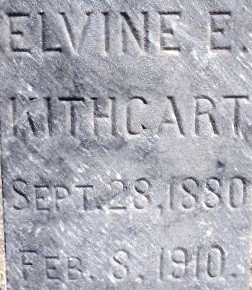 ELVINE E.
KITHCART
SEPT. 28, 1880
FEB. 8, 1910.